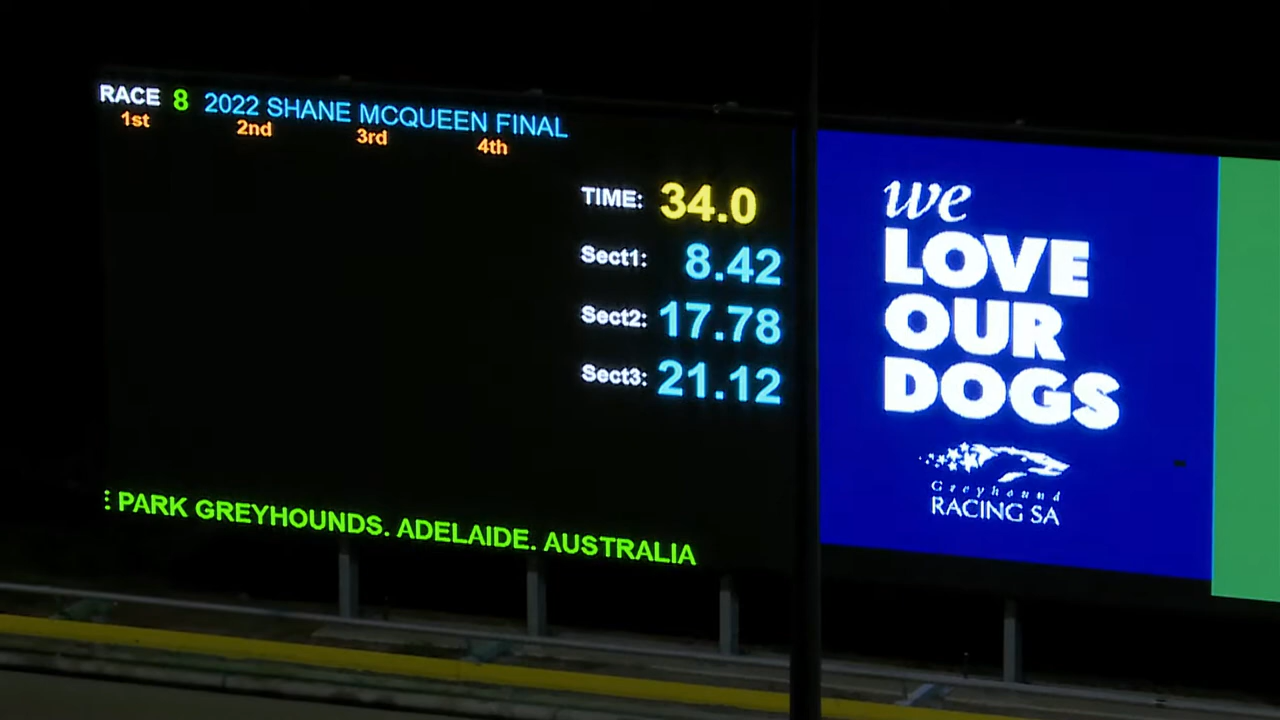 RACE 8 2022 SHANE MCQUEEN FINAL
1st 2nd 3rd 4th
TIME: 34.0
Sect1: 8.42
Sect2: 17.78
Sect3: 21.12
PARK GREYHOUNDS. ADELAIDE. AUSTRALIA
we
LOVE
OUR
DOGS
Greyhound
RACING SA